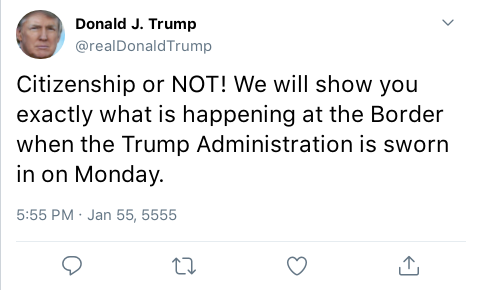 Donald J. Trump
@realDonaldTrump
Citizenship or NOT! We will show you
exactly what is happening at the Border
when the Trump Administration is sworn
in on Monday.
5:55 PM · Jan 55, 5555